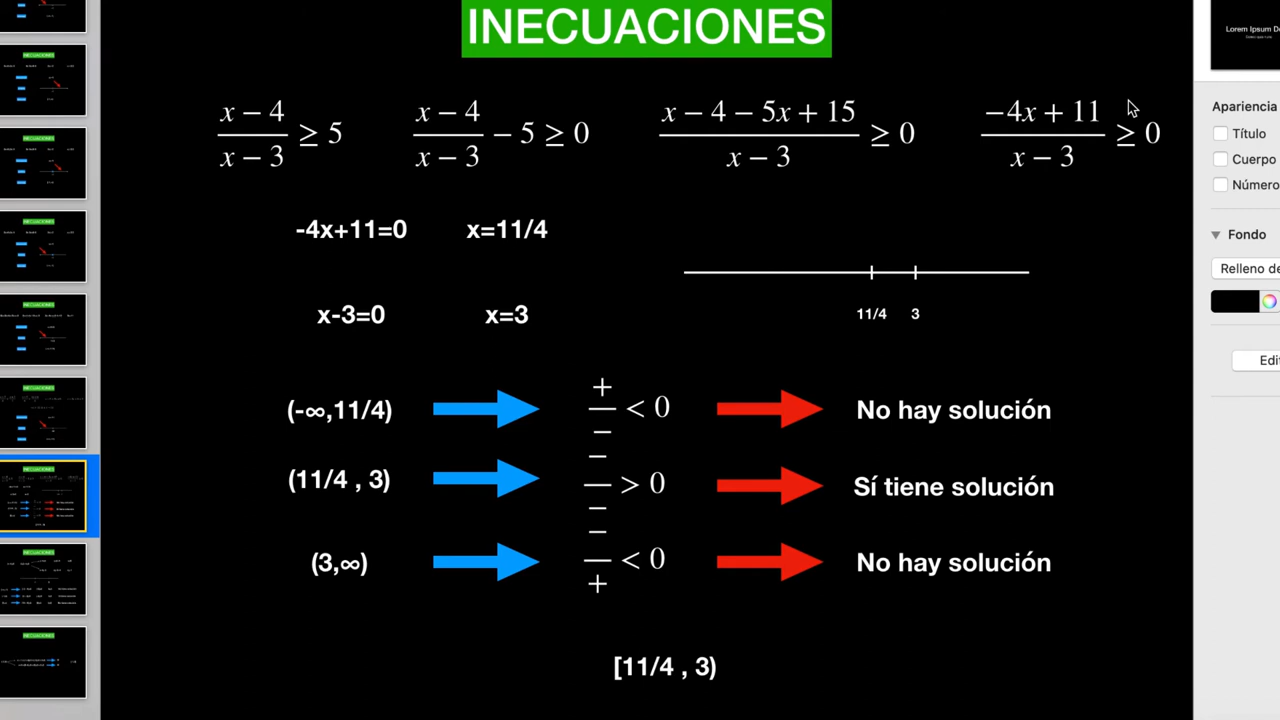 INECUACIONES
x − 4 / x − 3 ≥ 5 x − 4 / x − 3 − 5 ≥ 0 x − 4 − 5x + 15 / x − 3 ≥ 0 −4x + 11 / x − 3 ≥ 0
-4x+11=0 x=11/4
x-3=0 x=3
11/4 3
(-∞,11/4) + / − < 0 No hay solución
(11/4 , 3) − / − > 0 Sí tiene solución
(3,∞) − / + < 0 No hay solución
[11/4 , 3)
Lorem Ipsum
Apariencia
Título
Cuerpo
Número
Fondo
Relleno de
Edi